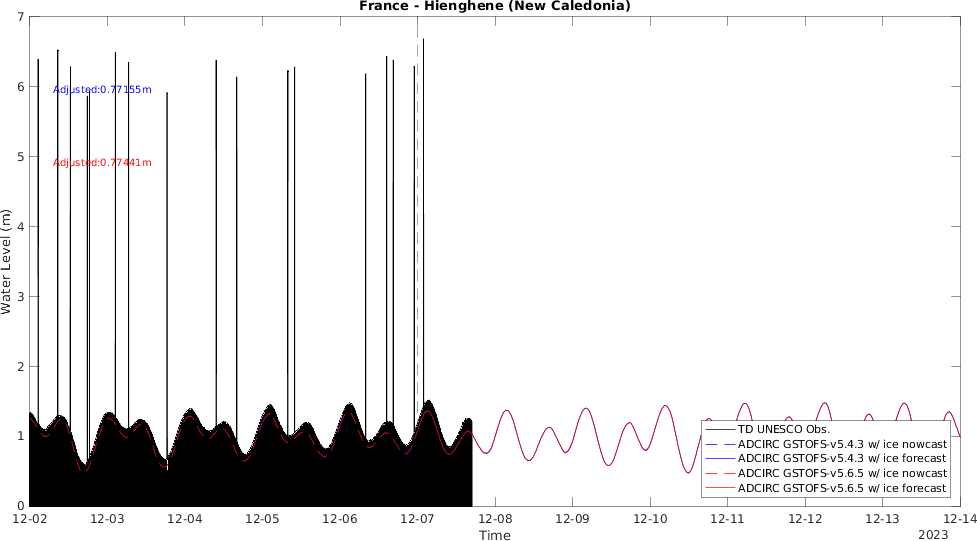 France - Hienghene (New Caledonia)
7
6
5
4
3
2
1
0
Water Level (m)
Adjusted:0.77155m
Adjusted:0.77441m
TD UNESCO Obs.
ADCIRC GSTOFS-v5.4.3 w/ ice nowcast
ADCIRC GSTOFS-v5.4.3 w/ ice forecast
ADCIRC GSTOFS-v5.6.5 w/ ice nowcast
ADCIRC GSTOFS-v5.6.5 w/ ice forecast
12-02 12-03 12-04 12-05 12-06 12-07 12-08 12-09 12-10 12-11 12-12 12-13 12-14
Time
2023